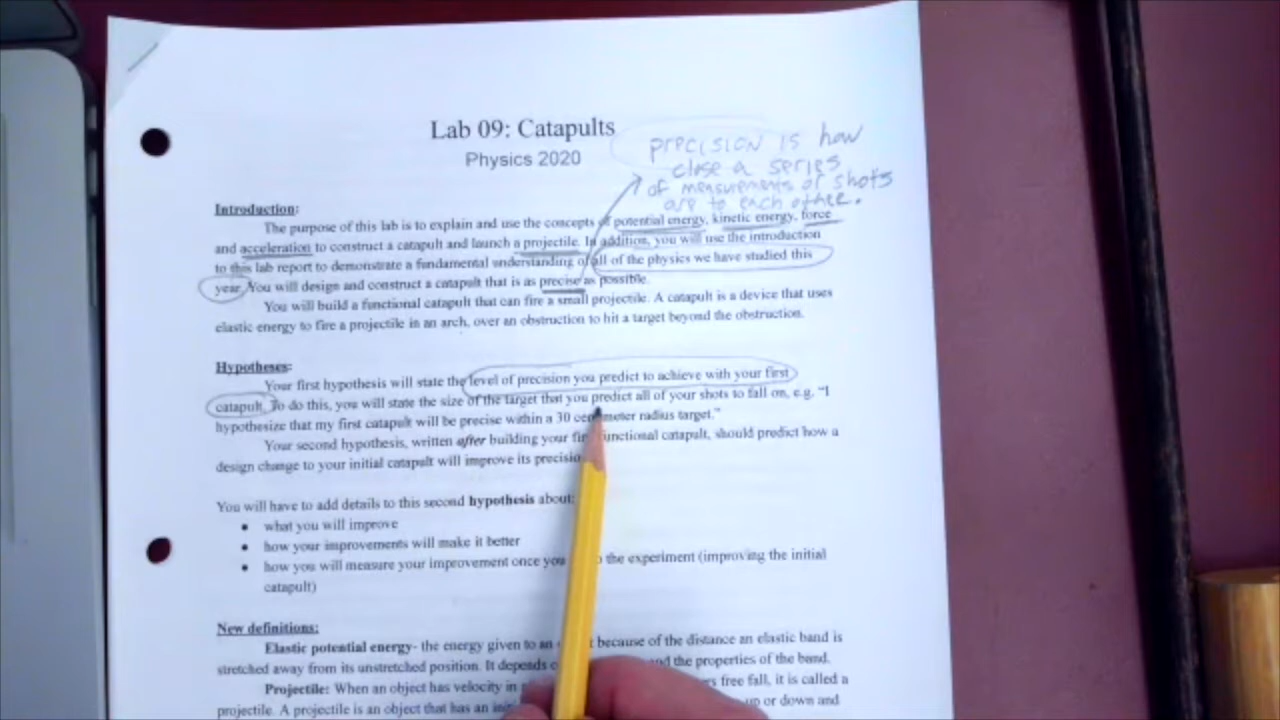 Lab 09: Catapults
Physics 2020
precision is how
close a series
of measurements or shots
are to each other.
Introduction:
The purpose of this lab is to explain and use the concepts of potential energy, kinetic energy, force
and acceleration to construct a catapult and launch a projectile. In addition, you will use the introduction
to this lab report to demonstrate a fundamental understanding of all of the physics we have studied this
year. You will design and construct a catapult that is as precise as possible.
You will build a functional catapult that can fire a small projectile. A catapult is a device that uses
elastic energy to fire a projectile in an arch, over an obstruction to hit a target beyond the obstruction.
Hypotheses:
Your first hypothesis will state the level of precision you predict to achieve with your first
catapult. To do this, you will state the size of the target that you predict all of your shots to fall on, e.g. "I
hypothesize that my first catapult will be precise within a 30 centimeter radius target."
Your second hypothesis, written after building your functional catapult, should predict how a
design change to your initial catapult will improve its precision
You will have to add details to this second hypothesis about:
• what you will improve
• how your improvements will make it better
• how you will measure your improvement once you the experiment (improving the initial
catapult)
New definitions:
Elastic potential energy- the energy given to an because of the distance an elastic band is
stretched away from its unstretched position. It depends and the properties of the band.
Projectile: When an object has velocity in free fall, it is called a
projectile. A projectile is an object that has an up or down and